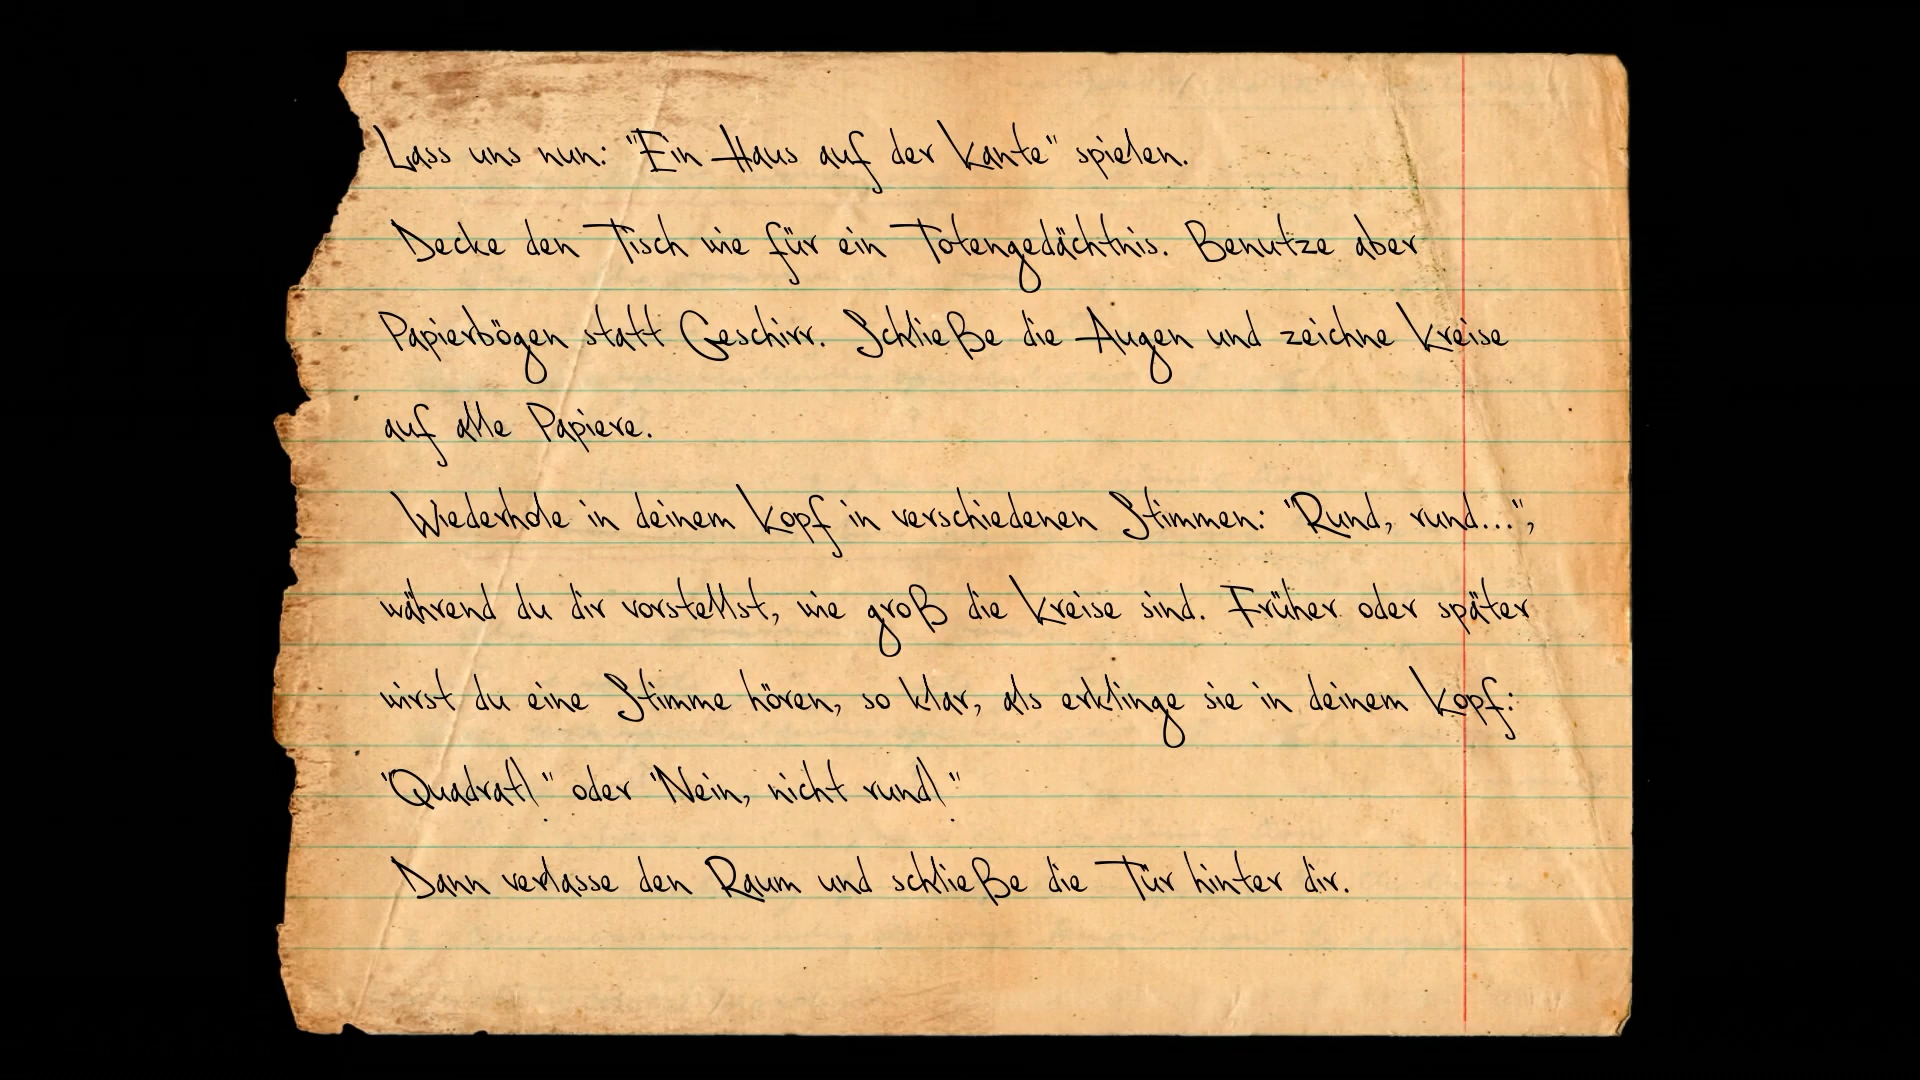 Lass uns nun: "Ein Haus auf der Kante" spielen.
Decke den Tisch wie für ein Totengedächtnis. Benutze aber
Papierbögen statt Geschirr. Schließe die Augen und zeichne Kreise
auf alle Papiere.
Wiederhole in deinem Kopf in verschiedenen Stimmen: "Rund, rund...",
während du dir vorstellst, wie groß die Kreise sind. Früher oder später
wirst du eine Stimme hören, so klar, als erklinge sie in deinem Kopf:
"Quadrat!" oder "Nein, nicht rund!"
Dann verlasse den Raum und schließe die Tür hinter dir.